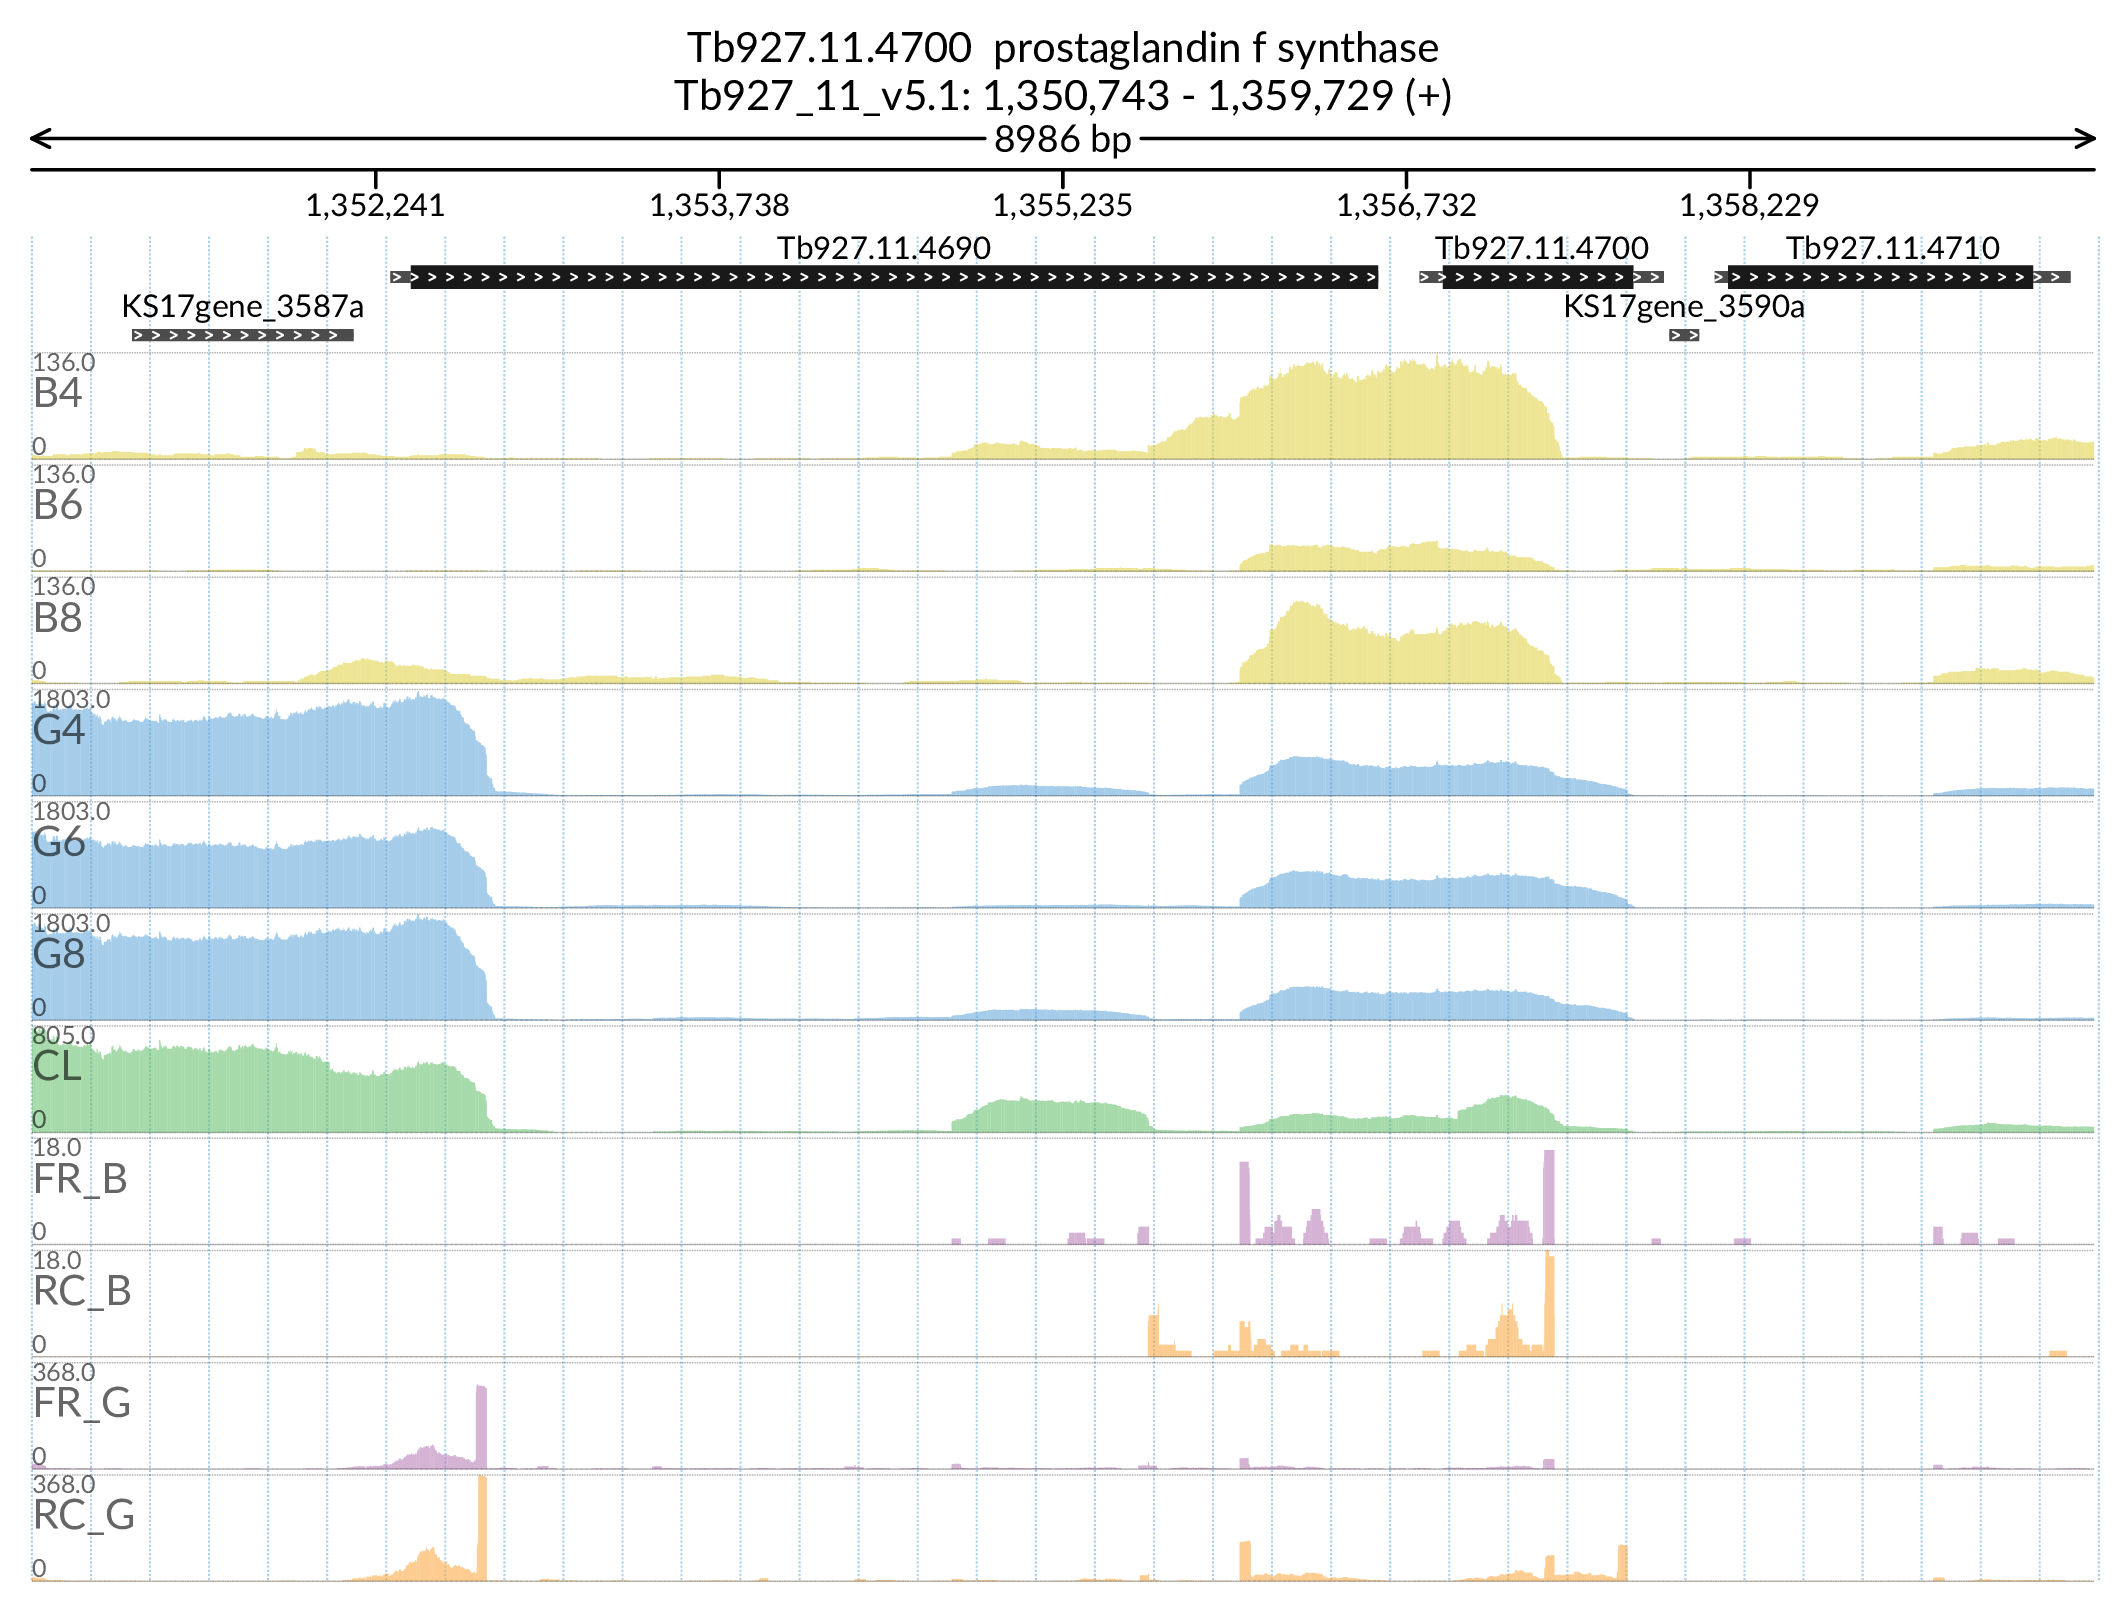 Tb927.11.4700  prostaglandin f synthase
Tb927_11_v5.1: 1,350,743 - 1,359,729 (+)
8986 bp
1,352,241 1,353,738 1,355,235 1,356,732 1,358,229
Tb927.11.4690 Tb927.11.4700 Tb927.11.4710
KS17gene_3587a KS17gene_3590a
136.0
B4
0
136.0
B6
0
136.0
B8
0
1803.0
G4
0
1803.0
G6
0
1803.0
G8
0
805.0
CL
0
18.0
FR_B
0
18.0
RC_B
0
368.0
FR_G
0
368.0
RC_G
0